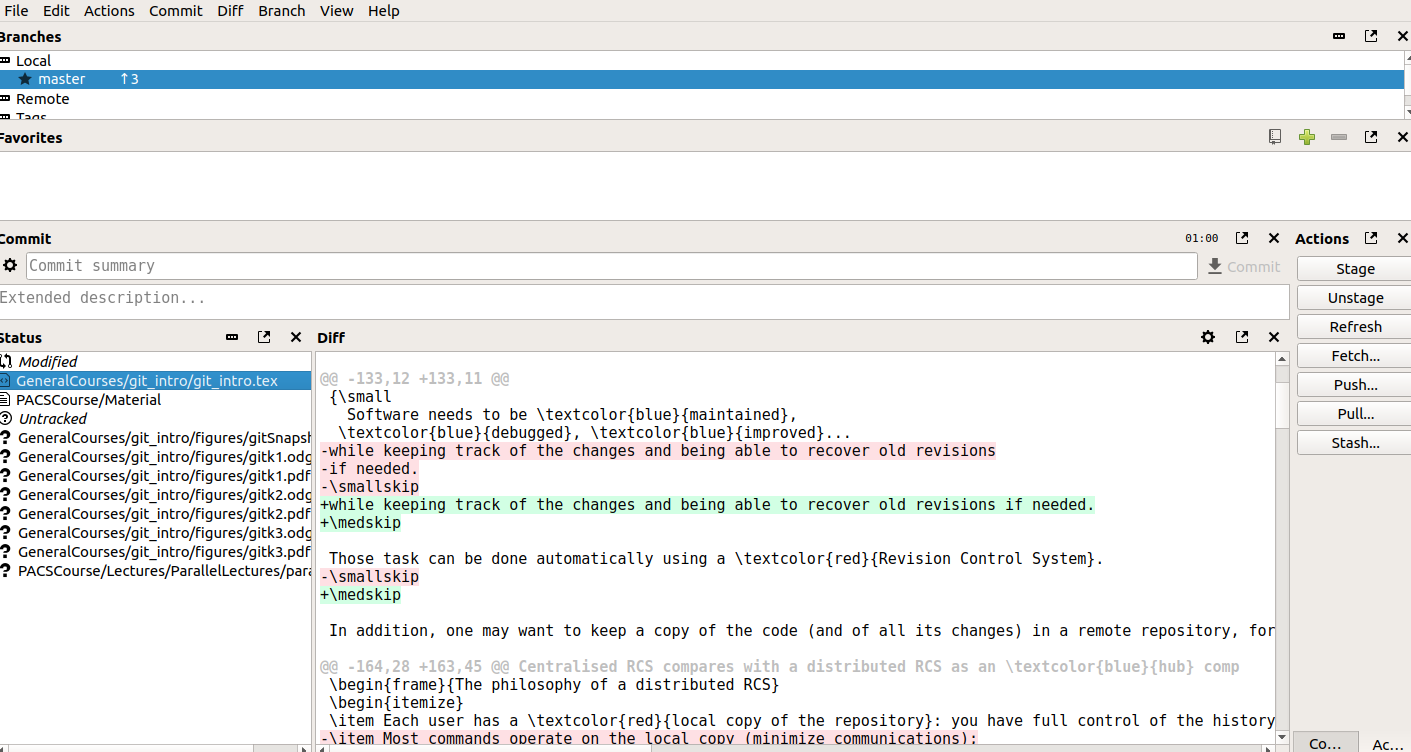 File Edit Actions Commit Diff Branch View Help
Branches
Local
★ master ↑3
Remote
Tags
Favorites
Commit 01:00
Commit summary
Commit
Extended description...
Actions
Stage
Unstage
Refresh
Fetch...
Push...
Pull...
Stash...
Status
Modified
GeneralCourses/git_intro/git_intro.tex
PACSCourse/Material
Untracked
GeneralCourses/git_intro/figures/gitSnapsh
GeneralCourses/git_intro/figures/gitk1.odg
GeneralCourses/git_intro/figures/gitk1.pdf
GeneralCourses/git_intro/figures/gitk2.odg
GeneralCourses/git_intro/figures/gitk2.pdf
GeneralCourses/git_intro/figures/gitk3.odg
GeneralCourses/git_intro/figures/gitk3.pdf
PACSCourse/Lectures/ParallelLectures/para
Diff
@@ -133,12 +133,11 @@
{\small
Software needs to be \textcolor{blue}{maintained},
\textcolor{blue}{debugged}, \textcolor{blue}{improved}...
-while keeping track of the changes and being able to recover old revisions
-if needed.
-\smallskip
+while keeping track of the changes and being able to recover old revisions if needed.
+\medskip
Those task can be done automatically using a \textcolor{red}{Revision Control System}.
-\smallskip
+\medskip
In addition, one may want to keep a copy of the code (and of all its changes) in a remote repository, for
@@ -164,28 +163,45 @@ Centralised RCS compares with a distributed RCS as an \textcolor{blue}{hub} comp
\begin{frame}{The philosophy of a distributed RCS}
\begin{itemize}
\item Each user has a \textcolor{red}{local copy of the repository}: you have full control of the history
-\item Most commands operate on the local copy (minimize communications);
Co... Ac...